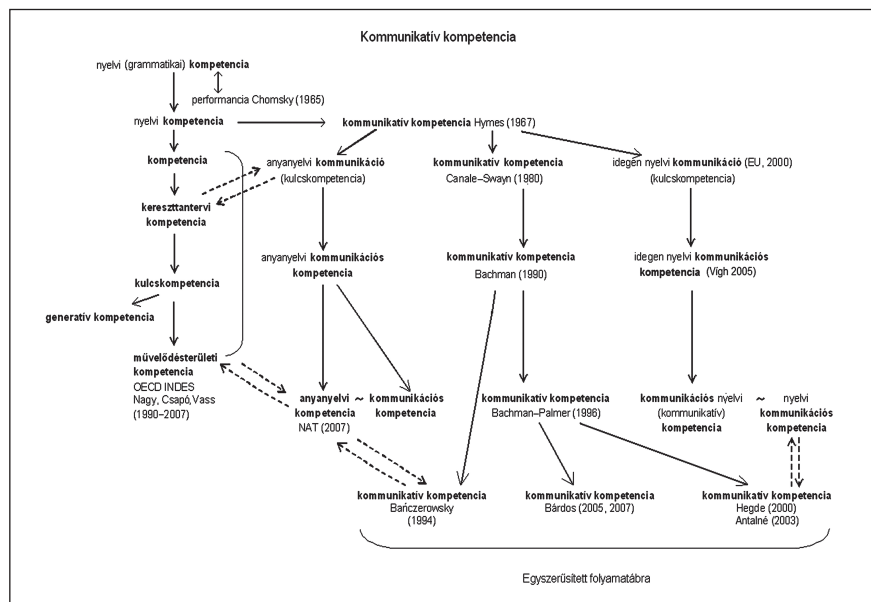 Kommunikatív kompetencia
nyelvi (grammatikai) kompetencia
performancia Chomsky (1965)
nyelvi kompetencia
kommunikatív kompetencia Hymes (1967)
kompetencia
anyanyelvi kommunikáció
(kulcskompetencia)
kommunikatív kompetencia
Canale–Swayn (1980)
idegen nyelvi kommunikáció (EU, 2000)
(kulcskompetencia)
kereszttantervi
kompetencia
anyanyelvi kommunikációs
kompetencia
kommunikatív kompetencia
Bachman (1990)
idegen nyelvi kommunikációs
kompetencia (Vígh 2005)
kulcskompetencia
generatív kompetencia
művelődésterületi
kompetencia
OECD INDES
Nagy, Csapó, Vass
(1990–2007)
anyanyelvi ~ kommunikációs
kompetencia kompetencia
NAT (2007)
kommunikatív kompetencia
Bachman–Palmer (1996)
kommunikációs nyelvi ~ nyelvi
(kommunikatív) kommunikációs
kompetencia kompetencia
kommunikatív kompetencia
Bańczerowsky
(1994)
kommunikatív kompetencia
Bárdos (2005, 2007)
kommunikatív kompetencia
Hegde (2000)
Antalné (2003)
Egyszerűsített folyamatábra